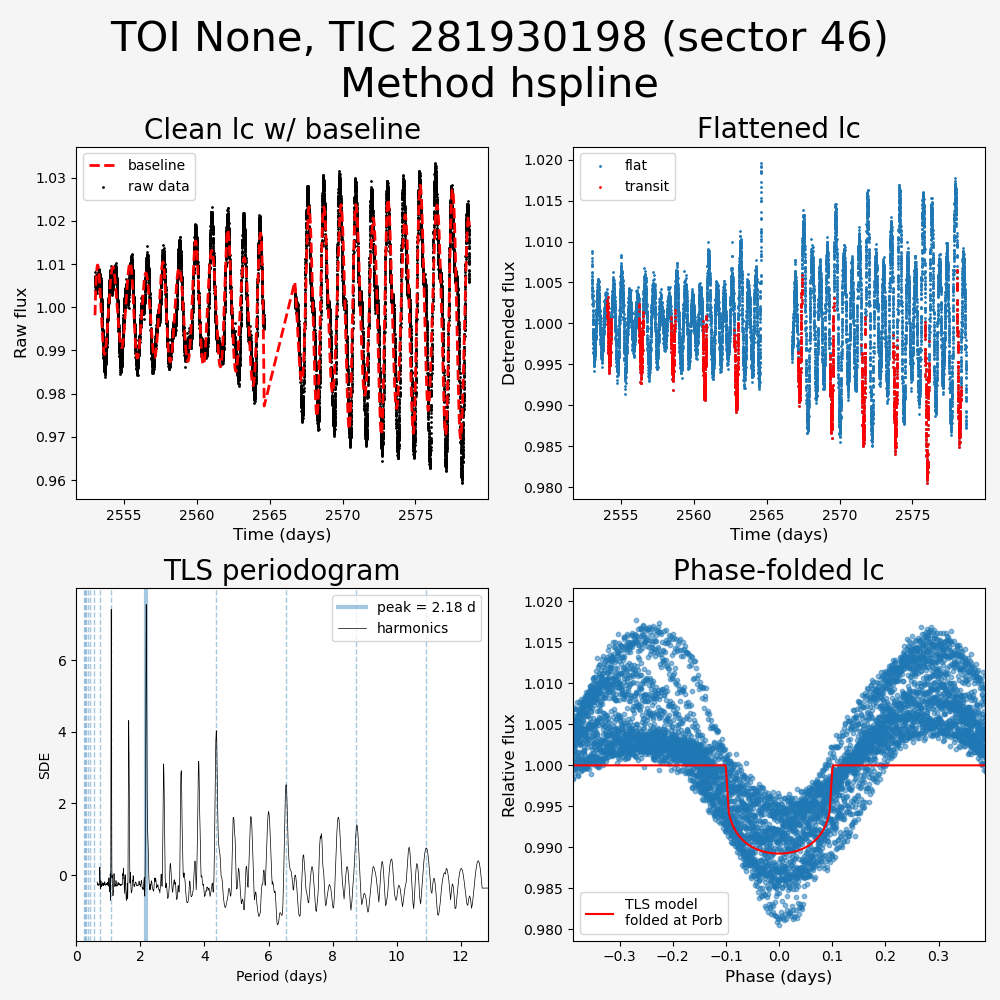 TOI None, TIC 281930198 (sector 46)
Method hspline
Clean lc w/ baseline
Flattened lc
baseline
raw data
flat
transit
Raw flux
1.03
1.02
1.01
1.00
0.99
0.98
0.97
0.96
2555
2560
2565
2570
2575
Time (days)
Detrended flux
1.020
1.015
1.010
1.005
1.000
0.995
0.990
0.985
0.980
2555
2560
2565
2570
2575
Time (days)
TLS periodogram
Phase-folded lc
peak = 2.18 d
harmonics
SDE
6
4
2
0
0
2
4
6
8
10
12
Period (days)
Relative flux
1.020
1.015
1.010
1.005
1.000
0.995
0.990
0.985
0.980
TLS model
folded at Porb
−0.3
−0.2
−0.1
0.0
0.1
0.2
0.3
Phase (days)